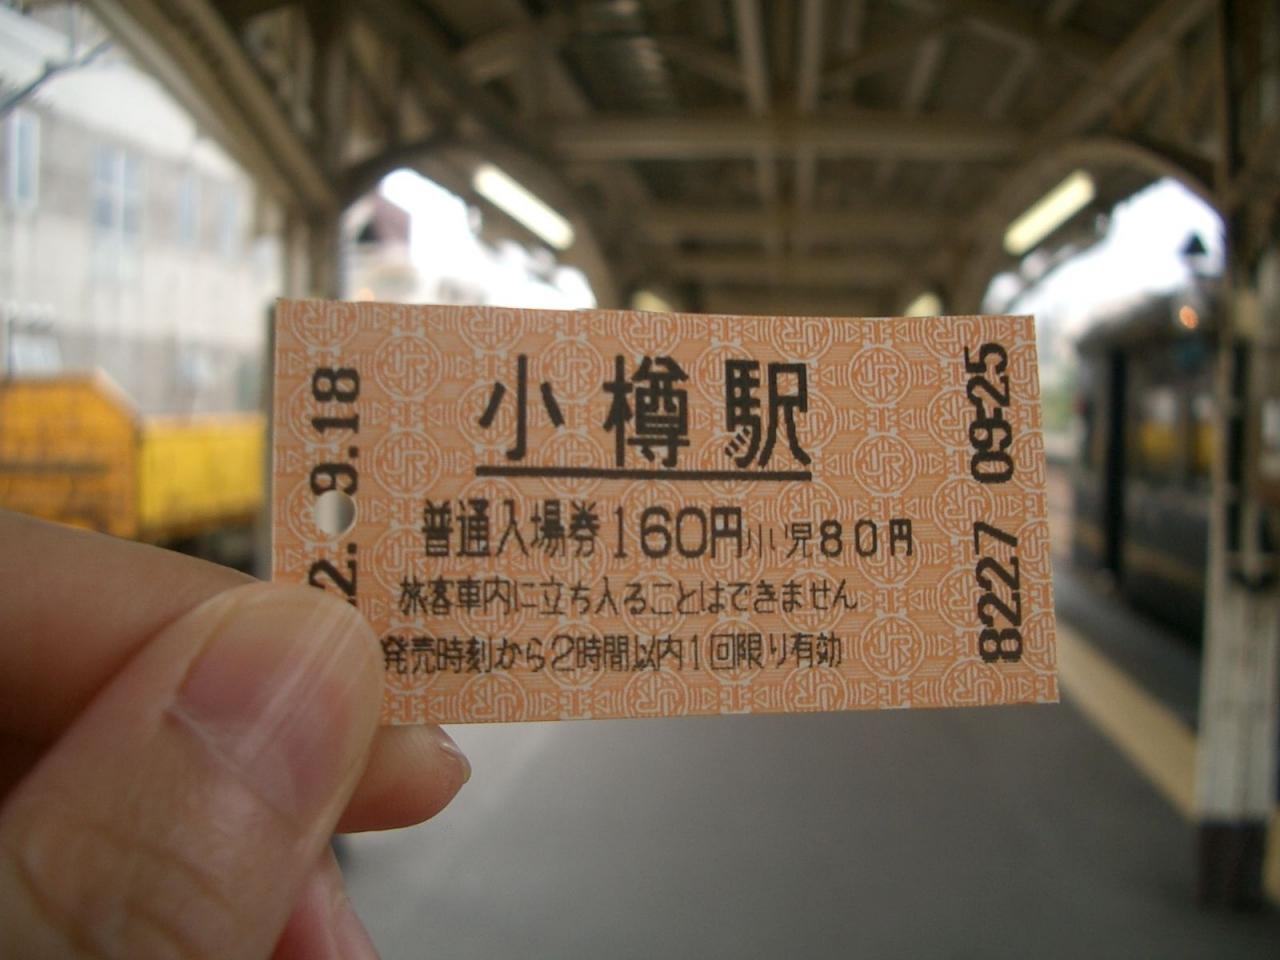 小樽駅
普通入場券160円小児80円
旅客車内に立ち入ることはできません
発売時刻から2時間以内1回限り有効
2.9.18
8227 09-25